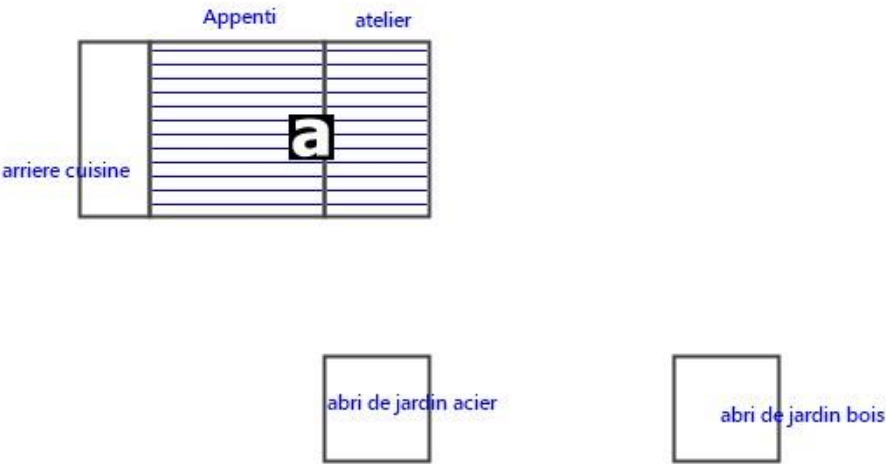 Appenti
atelier
a
arriere cuisine
abri de jardin acier
abri de jardin bois